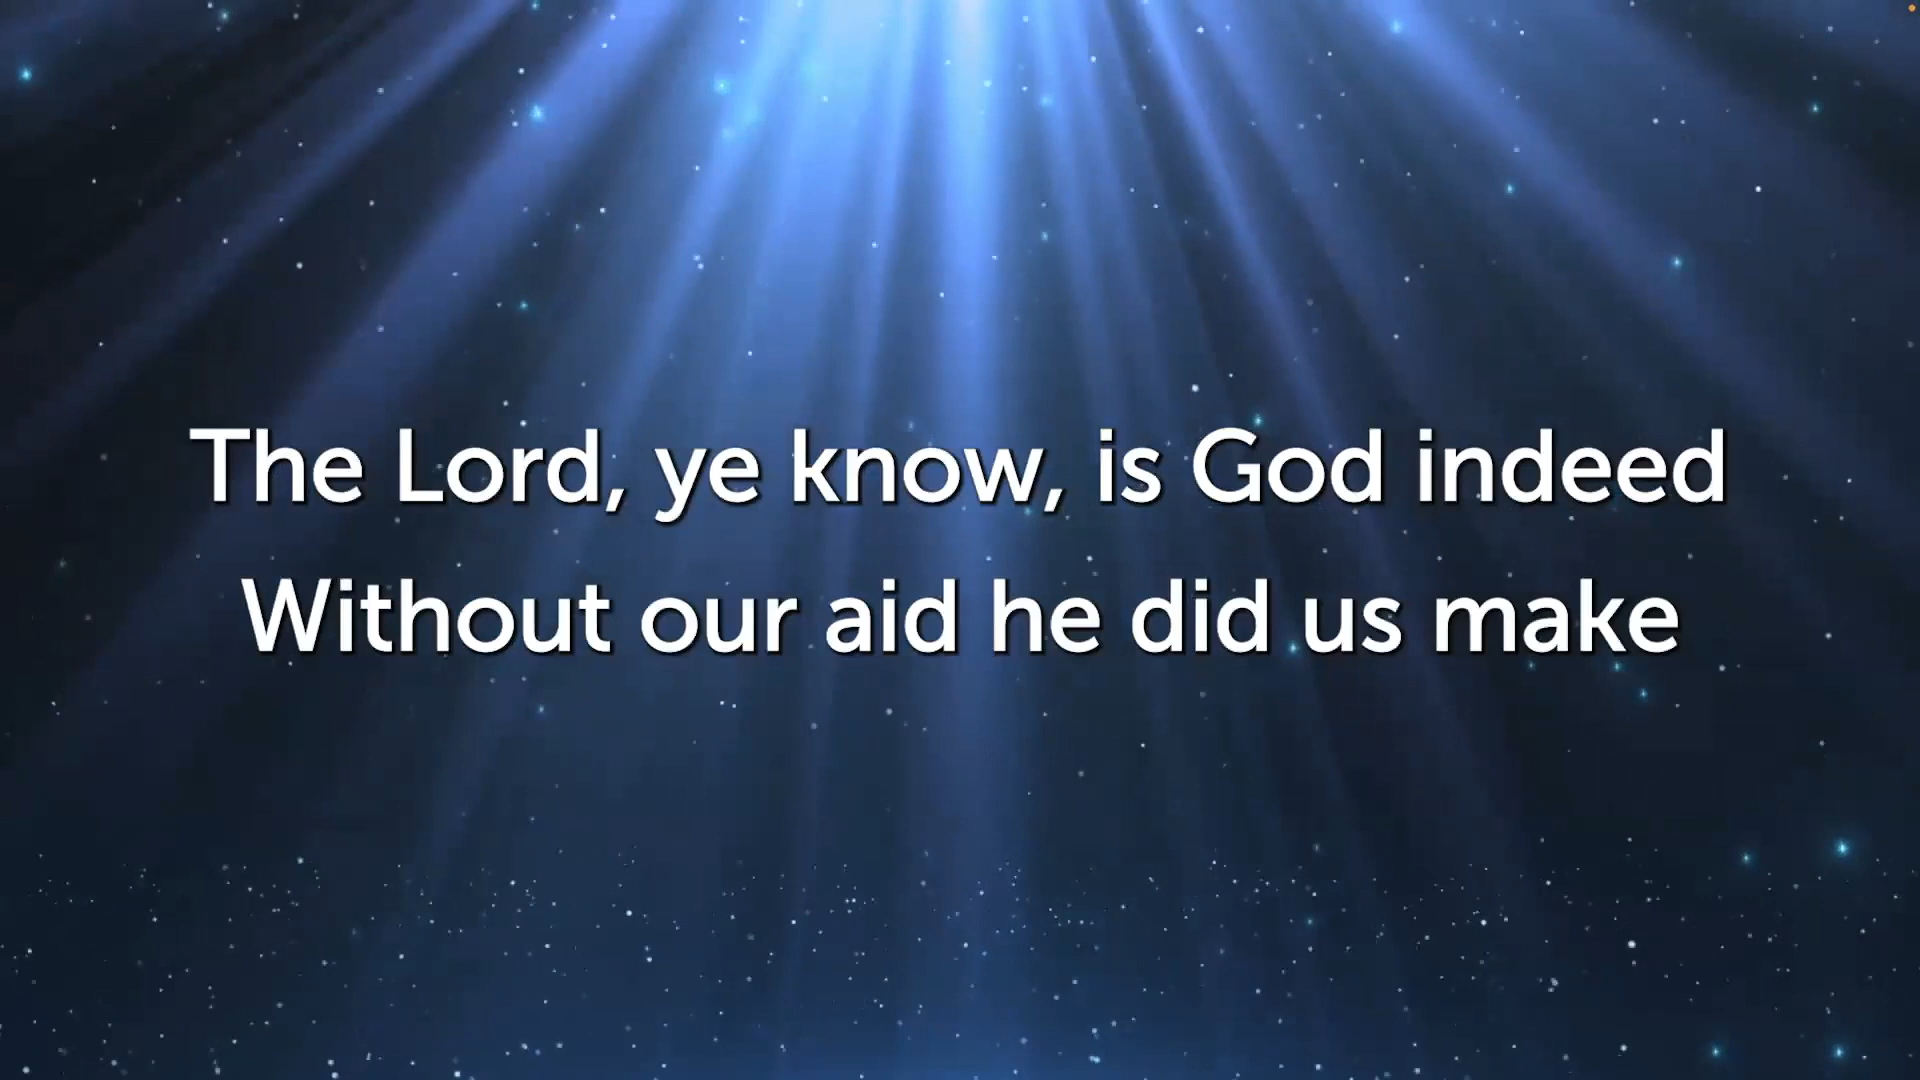 The Lord, ye know, is God indeed
Without our aid he did us make